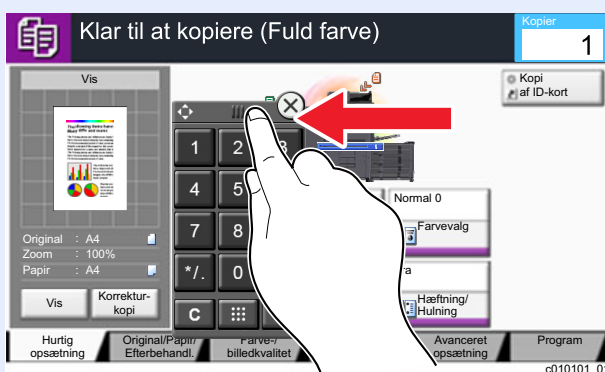 Klar til at kopiere (Fuld farve)
Kopier
1
Vis
Original : A4
Zoom : 100%
Papir : A4
Vis
Korrektur-
kopi
1
2
3
4
5
7
8
*/.
0
C
Kopi
af ID-kort
Normal 0
Farvevalg
Hæftning/
Hulning
Hurtig
opsætning
Original/Papir/
Efterbehandl.
Farve-/
billedkvalitet
Avanceret
opsætning
Program